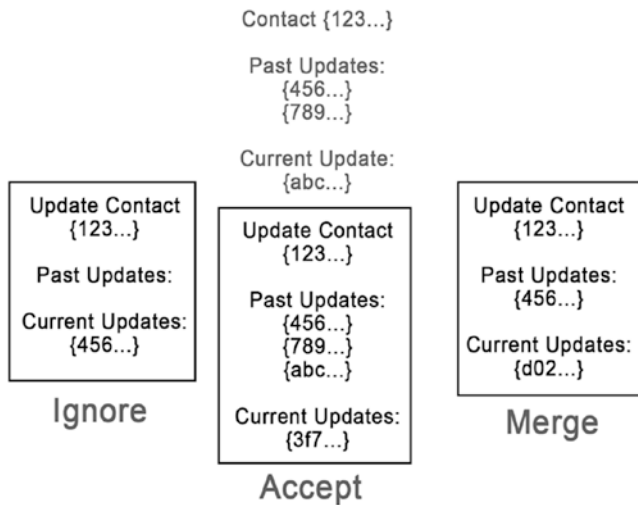 Contact {123...}
Past Updates:
{456...}
{789...}
Current Update:
{abc...}
Update Contact
{123...}
Past Updates:
Current Updates:
{456...}
Ignore
Update Contact
{123...}
Past Updates:
{456...}
{789...}
{abc...}
Current Updates:
{3f7...}
Accept
Update Contact
{123...}
Past Updates:
{456...}
Current Updates:
{d02...}
Merge